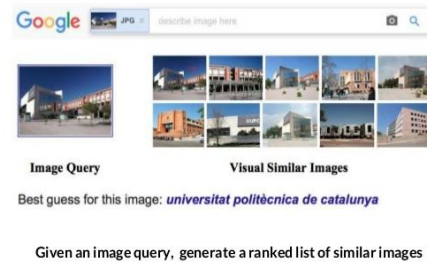 Google JPG × describe image here
Image Query Visual Similar Images
Best guess for this image: universitat politècnica de catalunya
Given an image query, generate a ranked list of similar images